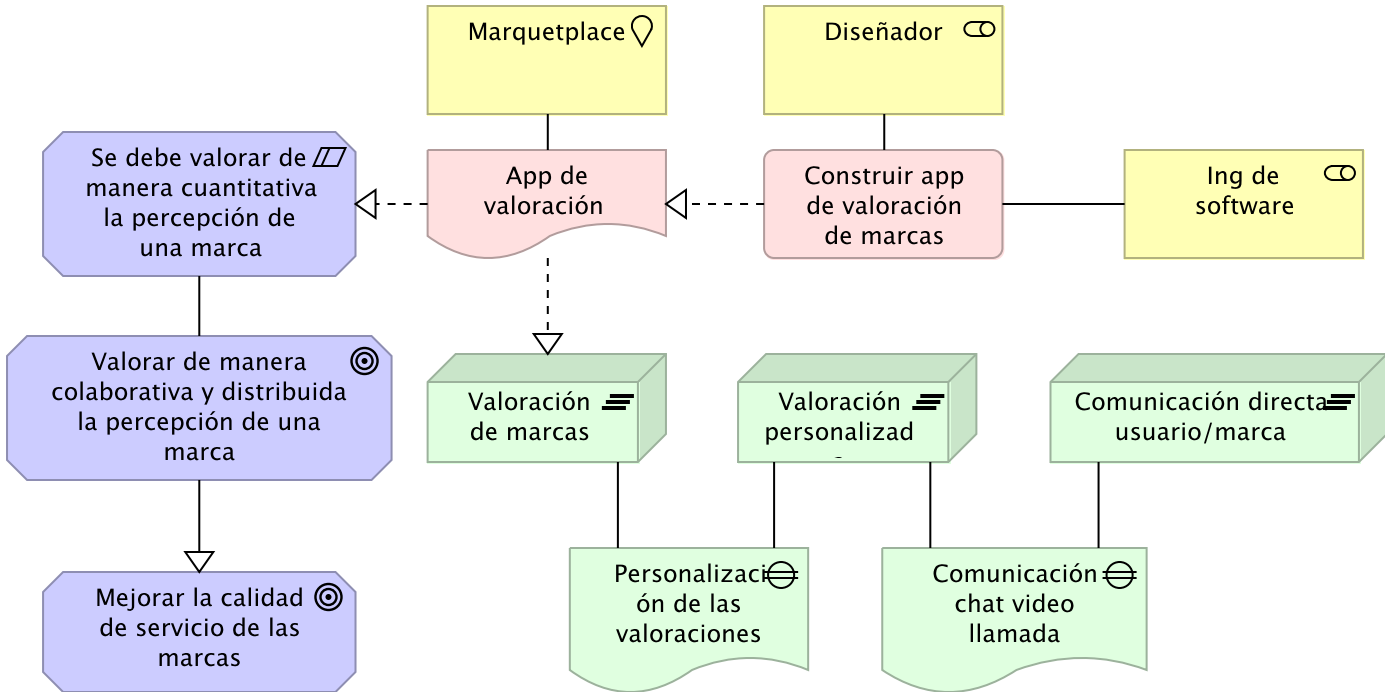 Marquetplace
Diseñador
Se debe valorar de
manera cuantitativa
la percepción de
una marca
App de
valoración
Construir app
de valoración
de marcas
Ing de
software
Valorar de manera
colaborativa y distribuida
la percepción de una
marca
Valoración
de marcas
Valoración
personalizad
Comunicación directa
usuario/marca
Mejorar la calidad
de servicio de las
marcas
Personalizaci
ón de las
valoraciones
Comunicación
chat video
llamada